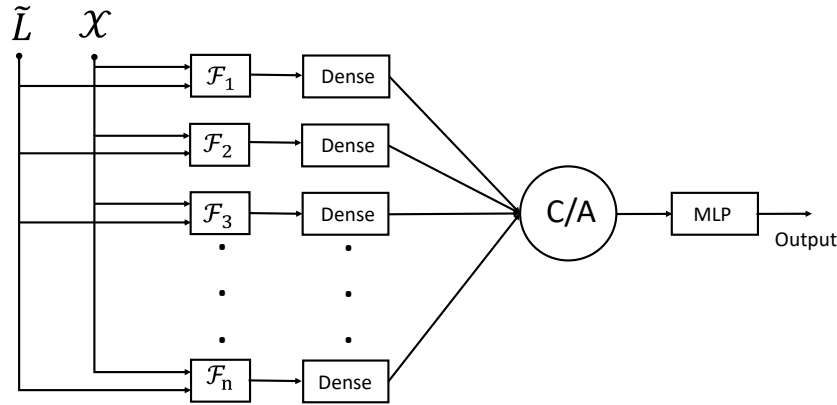 L̃ 𝒳
ℱ₁ Dense
ℱ₂ Dense
ℱ₃ Dense
ℱₙ Dense
C/A
MLP
Output